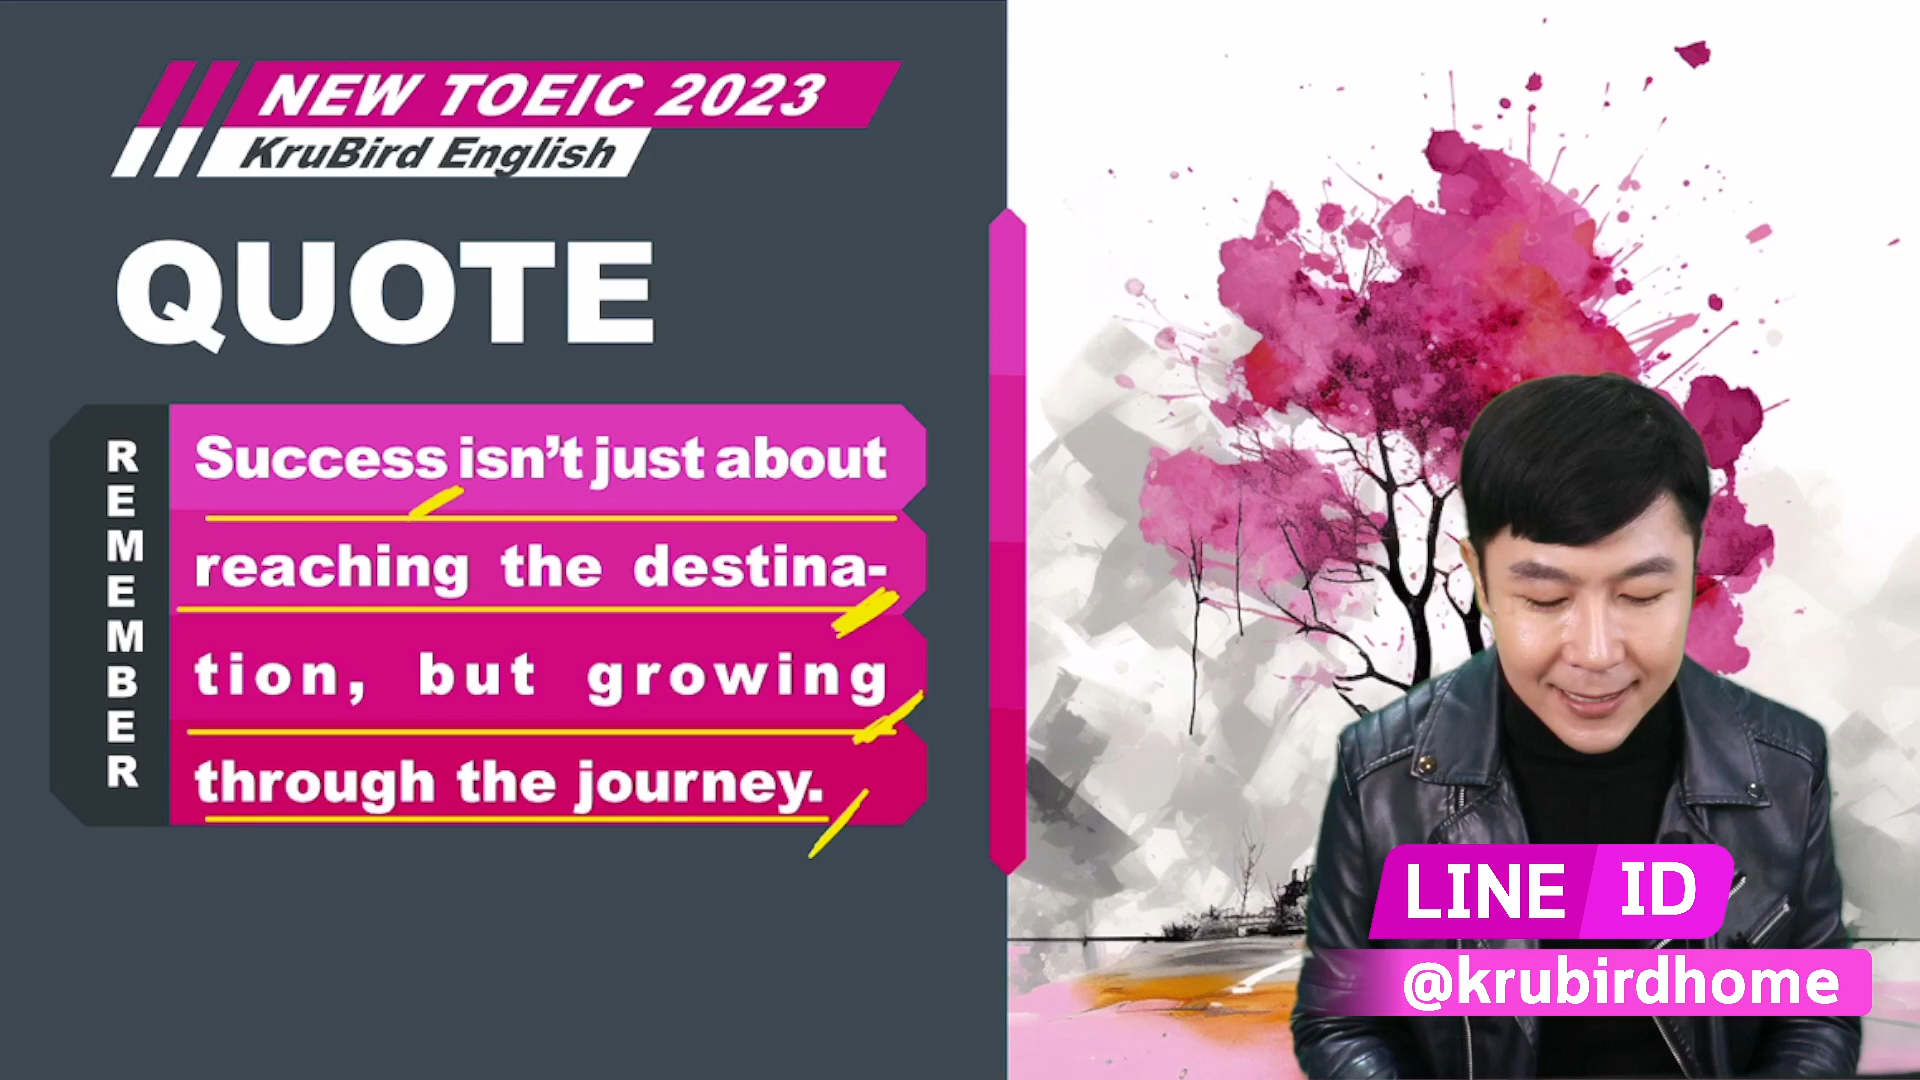 NEW TOEIC 2023
KruBird English
QUOTE
REMEMBER
Success isn't just about
reaching the destina-
tion, but growing
through the journey.
LINE ID
@krubirdhome